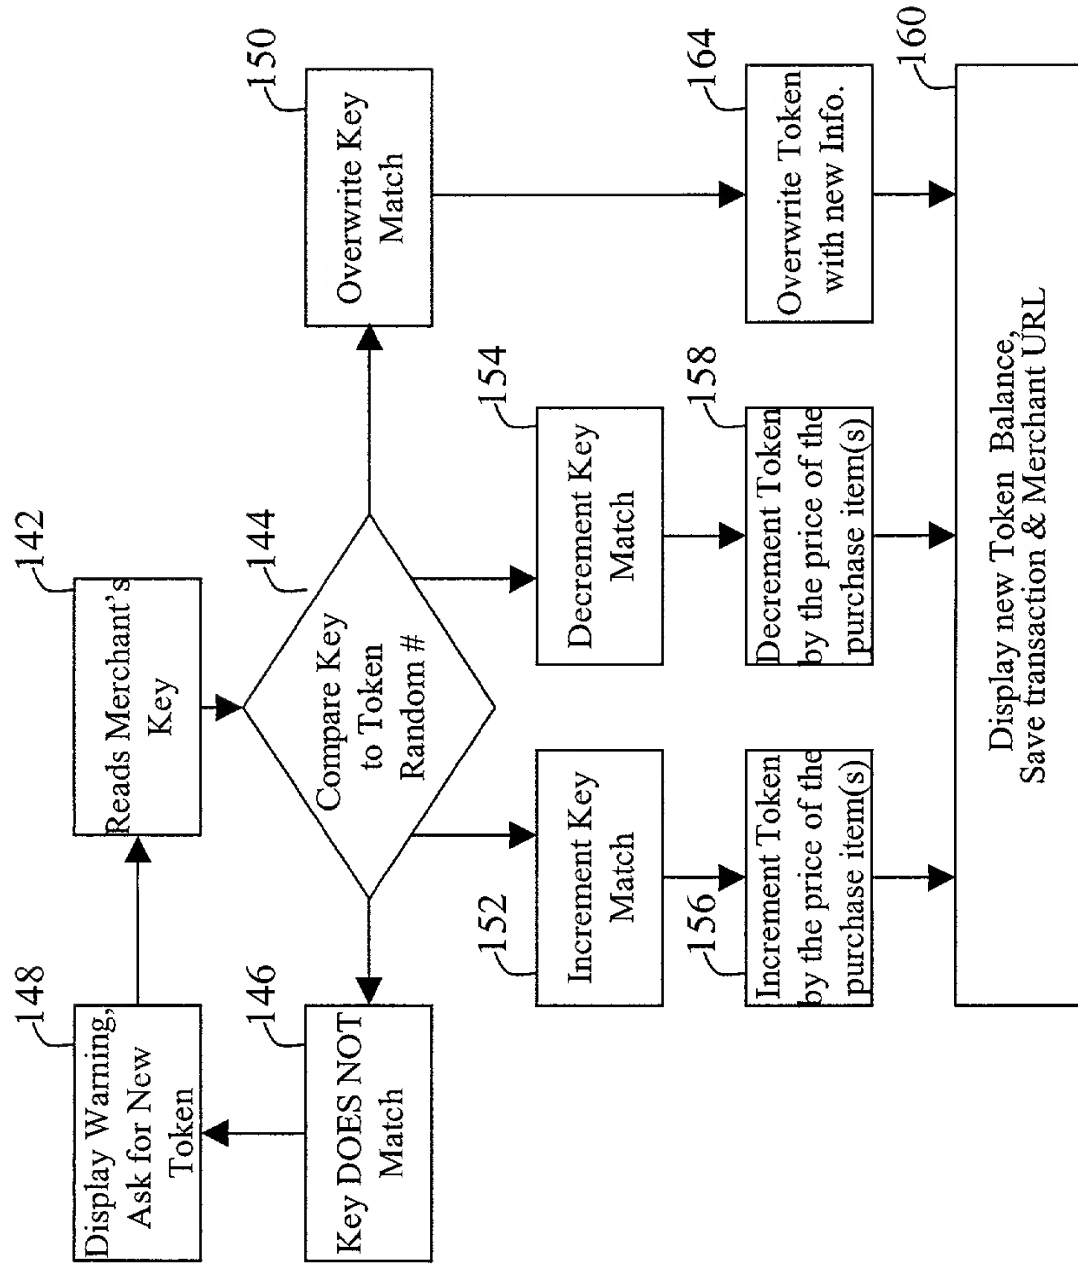 148
Display Warning,
Ask for New
Token
142
Reads Merchant's
Key
146
Key DOES NOT
Match
144
Compare Key
to Token
Random #
150
Overwrite Key
Match
152
Increment Key
Match
154
Decrement Key
Match
156
Increment Token
by the price of the
purchase item(s)
158
Decrement Token
by the price of the
purchase item(s)
164
Overwrite Token
with new Info.
160
Display new Token Balance,
Save transaction & Merchant URL